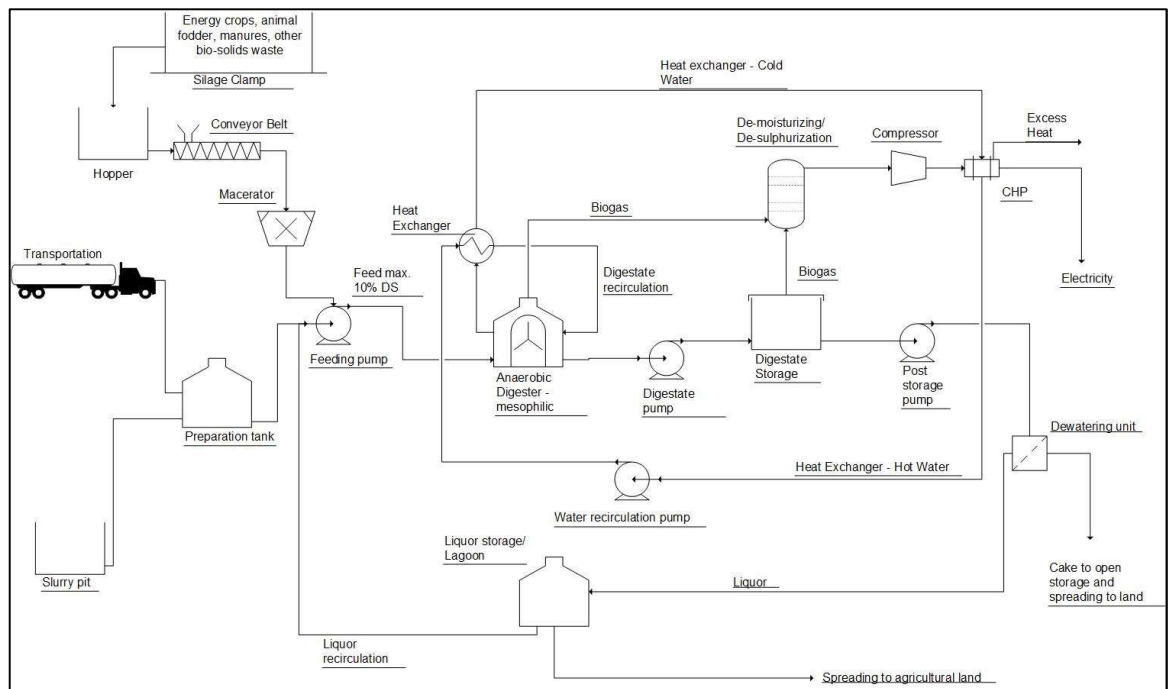 Energy crops, animal
fodder, manures, other
bio-solids waste
Silage Clamp
Heat exchanger - Cold
Water
Conveyor Belt
De-moisturizing/
De-sulphurization
Compressor
Excess
Heat
Hopper
Macerator
CHP
Heat
Exchanger
Biogas
Transportation
Feed max.
10% DS
Digestate
recirculation
Biogas
Electricity
Feeding pump
Anaerobic
Digester -
mesophilic
Digestate
Storage
Post
storage
pump
Digestate
pump
Preparation tank
Dewatering unit
Heat Exchanger - Hot Water
Water recirculation pump
Liquor storage/
Lagoon
Slurry pit
Liquor
Cake to open
storage and
spreading to land
Liquor
recirculation
Spreading to agricultural land